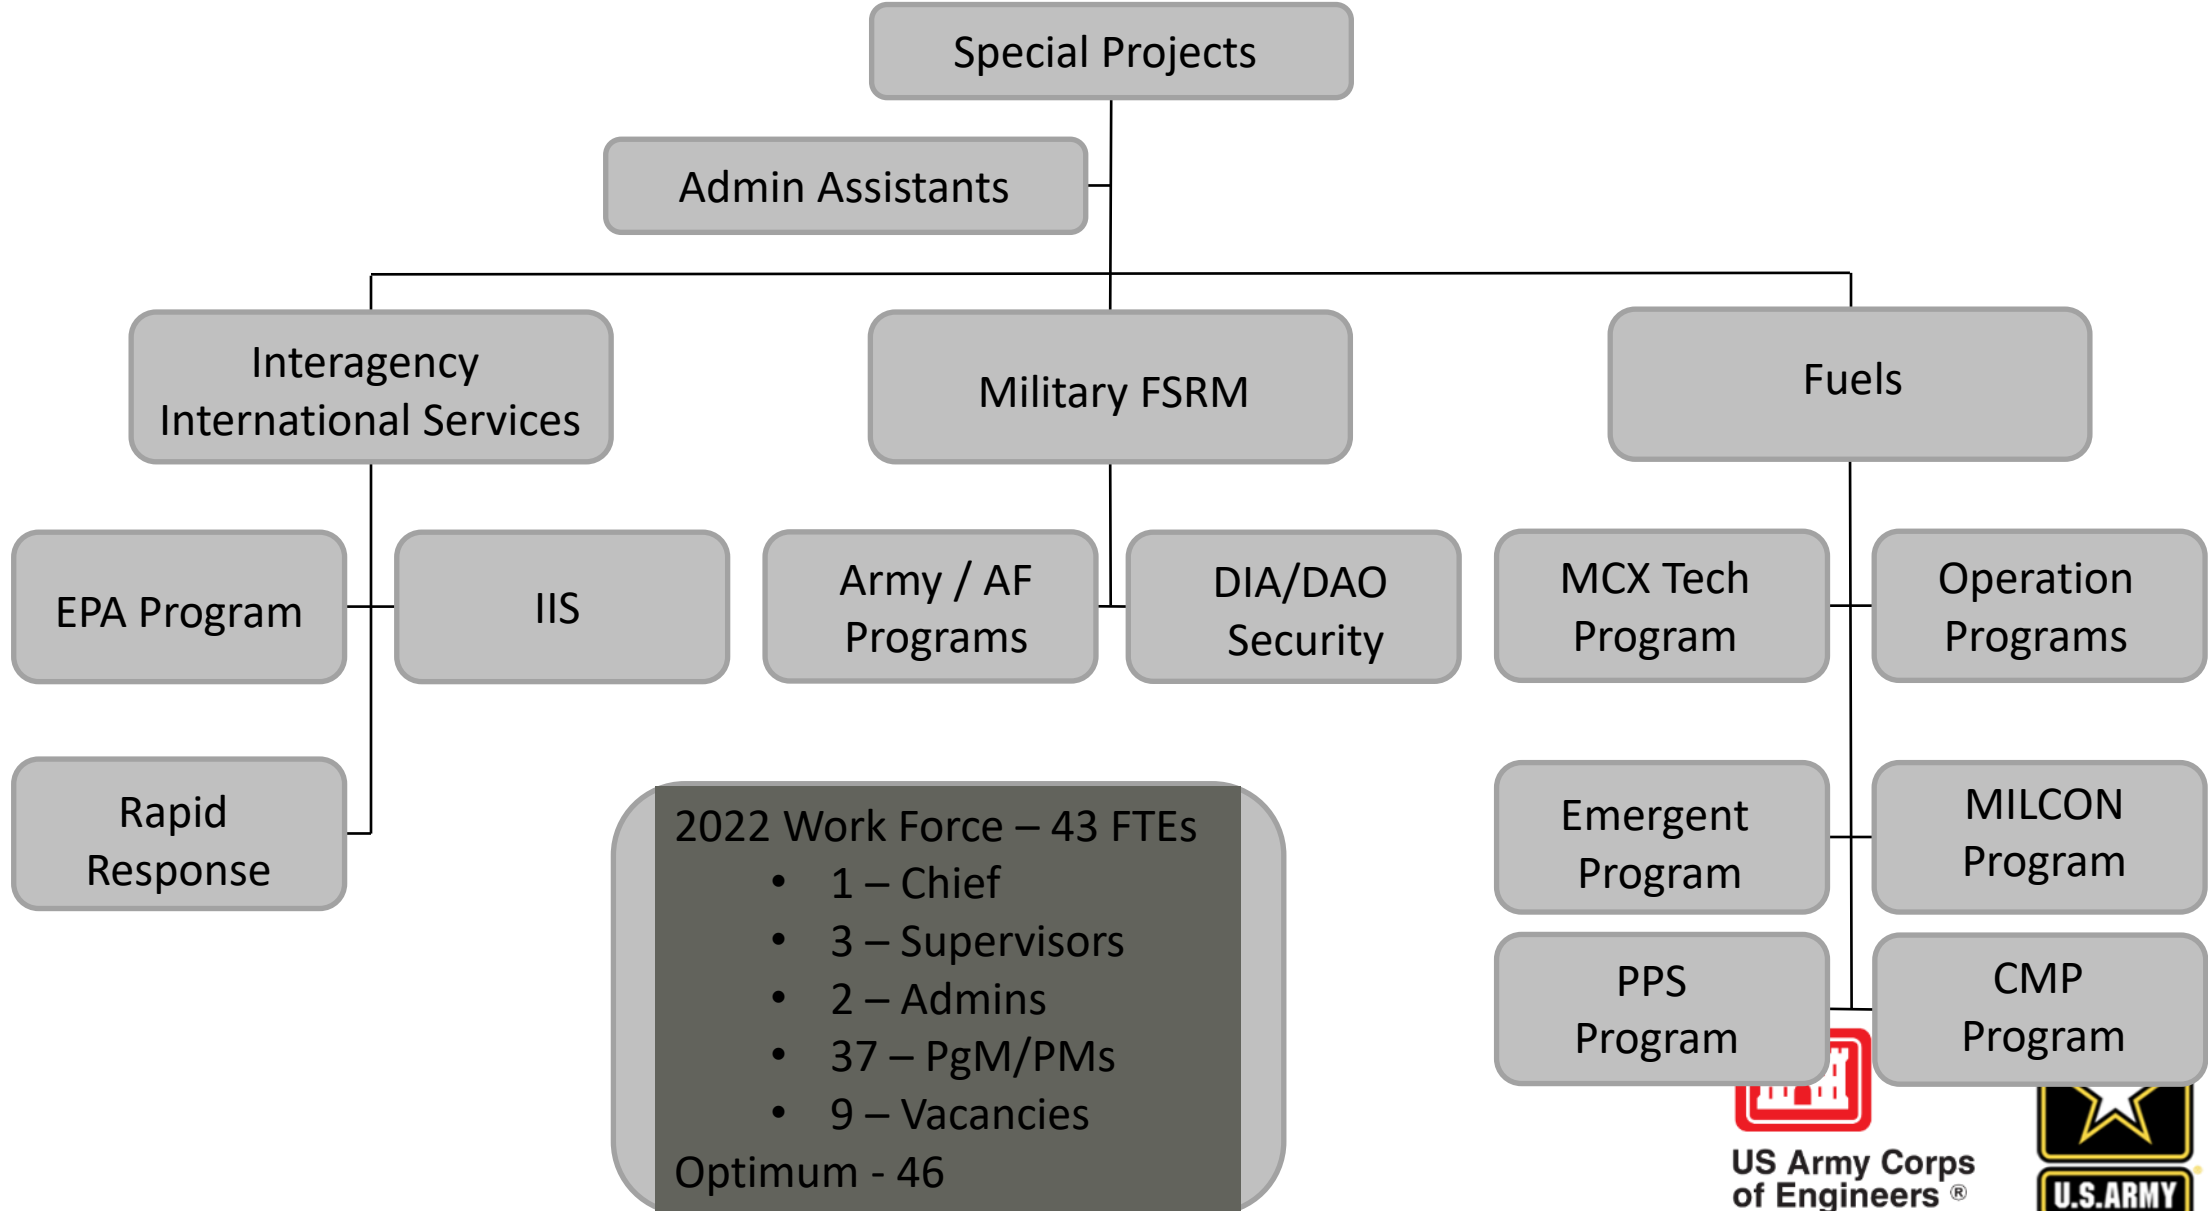 Special Projects
Admin Assistants
Interagency
International Services
Military FSRM
Fuels
EPA Program
IIS
Army / AF
Programs
DIA/DAO
Security
MCX Tech
Program
Operation
Programs
Rapid
Response
Emergent
Program
MILCON
Program
PPS
Program
CMP
Program
2022 Work Force – 43 FTEs
• 1 – Chief
• 3 – Supervisors
• 2 – Admins
• 37 – PgM/PMs
• 9 – Vacancies
Optimum - 46
US Army Corps
of Engineers ®
U.S.ARMY